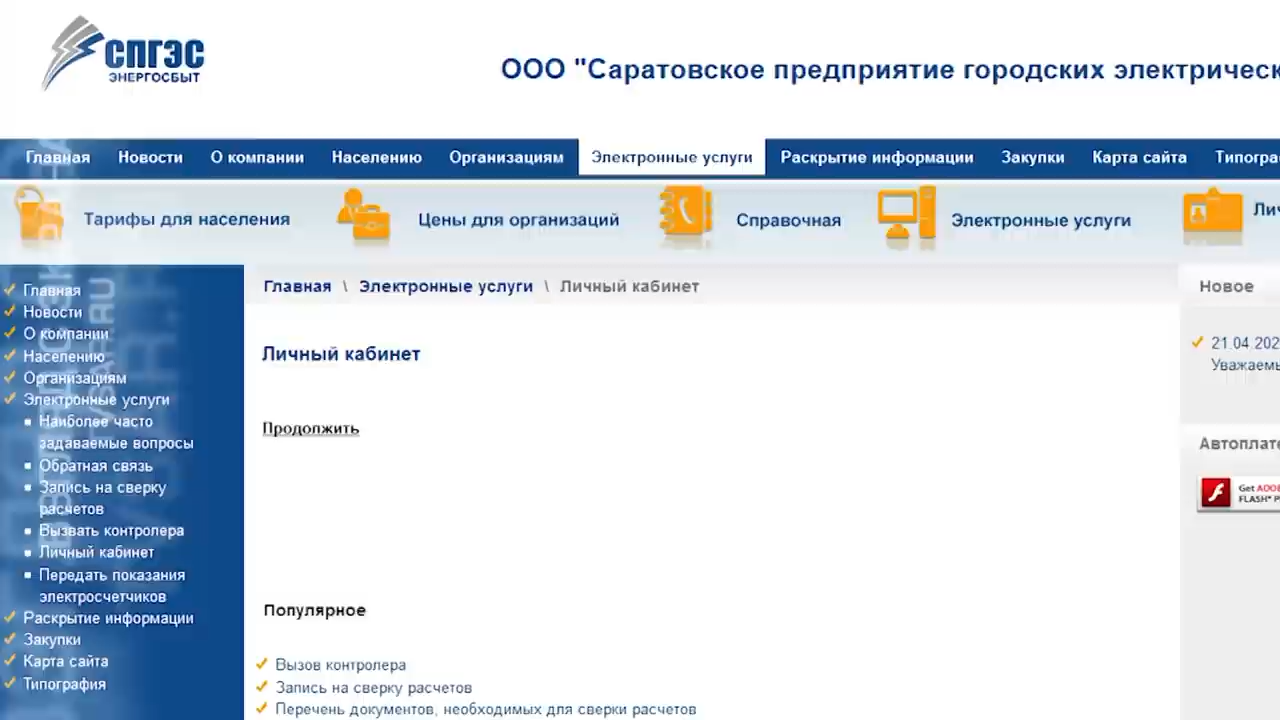 СПГЭС
ЭНЕРГОСБЫТ
ООО "Саратовское предприятие городских электрическ
Главная Новости О компании Населению Организациям Электронные услуги Раскрытие информации Закупки Карта сайта Типогра
Тарифы для населения Цены для организаций Справочная Электронные услуги Лич
Главная \ Электронные услуги \ Личный кабинет
Новое
Главная
Новости
О компании
Населению
Организациям
Электронные услуги
Наиболее часто
задаваемые вопросы
Обратная связь
Запись на сверку
расчетов
Вызвать контролера
Личный кабинет
Передать показания
электросчетчиков
Раскрытие информации
Закупки
Карта сайта
Типография
Личный кабинет
Продолжить
Популярное
Вызов контролера
Запись на сверку расчетов
Перечень документов, необходимых для сверки расчетов
21.04.202
Уважаемы
Автоплате
Get ADOB
FLASH® P